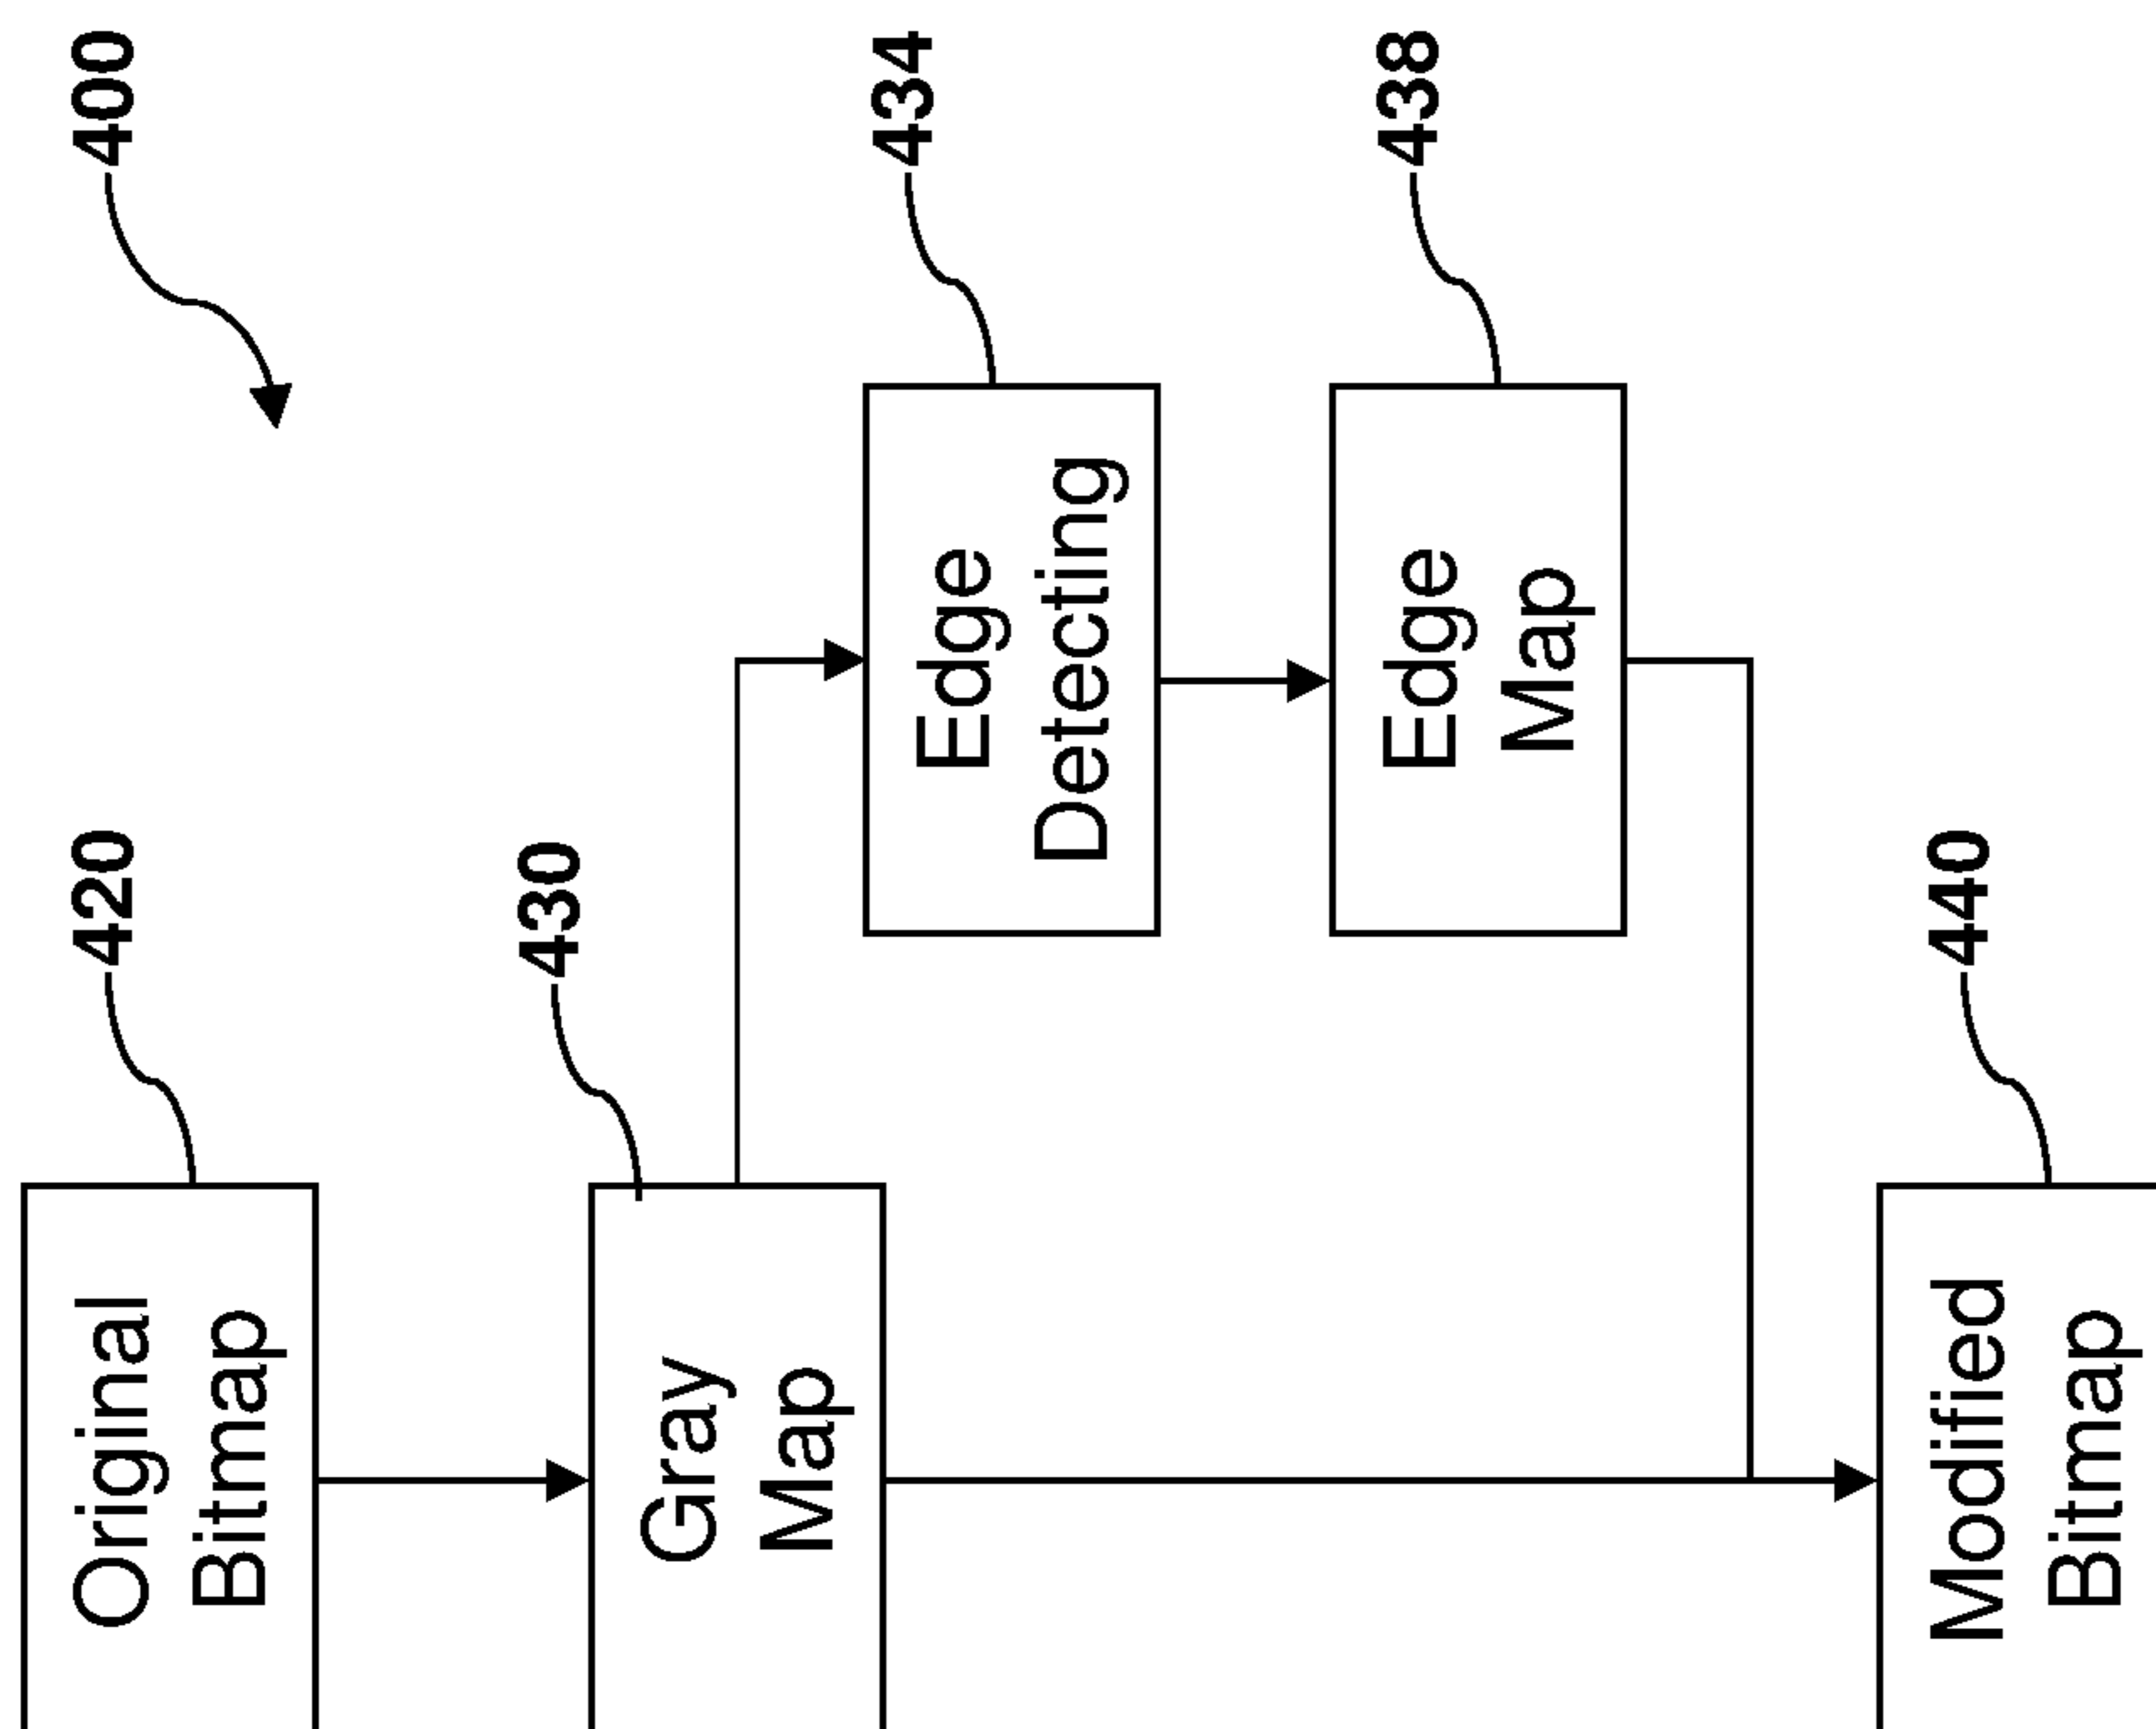 400
420
Original
Bitmap
430
Gray
Map
434
Edge
Detecting
438
Edge
Map
440
Modified
Bitmap